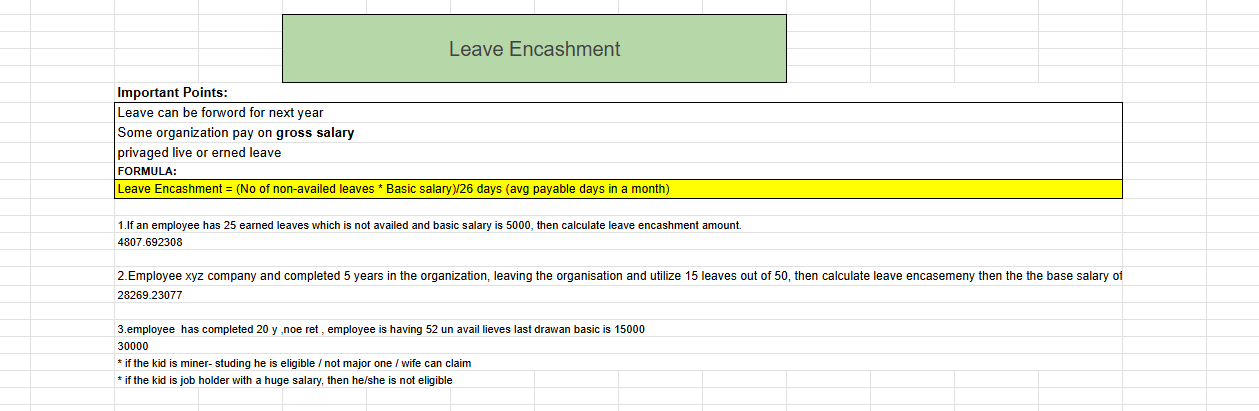 Leave Encashment
Important Points:
Leave can be forword for next year
Some organization pay on gross salary
privaged live or erned leave
FORMULA:
Leave Encashment = (No of non-availed leaves * Basic salary)/26 days (avg payable days in a month)
1.If an employee has 25 earned leaves which is not availed and basic salary is 5000, then calculate leave encashment amount.
4807.692308
2.Employee xyz company and completed 5 years in the organization, leaving the organisation and utilize 15 leaves out of 50, then calculate leave encasemeny then the the base salary of
28269.23077
3.employee  has completed 20 y ,noe ret , employee is having 52 un avail lieves last drawan basic is 15000
30000
* if the kid is miner- studing he is eligible / not major one / wife can claim
* if the kid is job holder with a huge salary, then he/she is not eligible